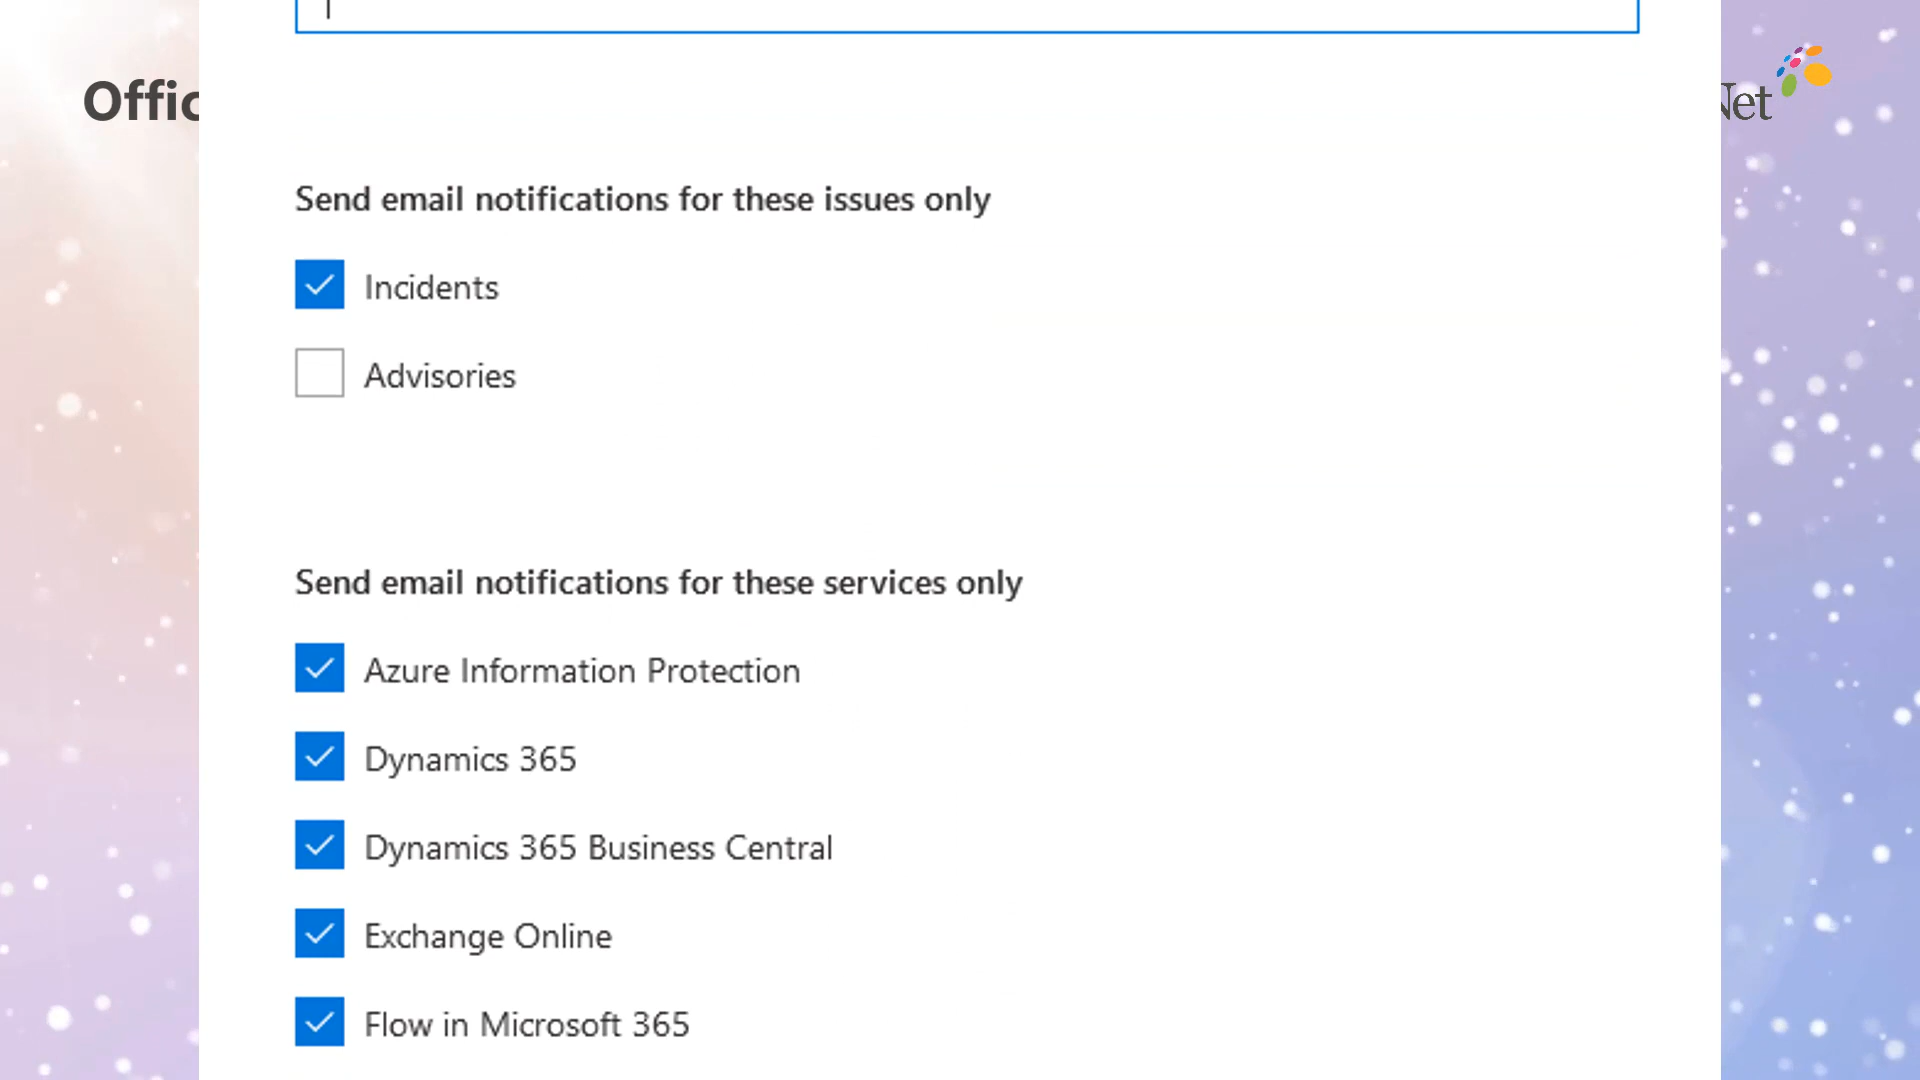 Send email notifications for these issues only
Incidents
Advisories
Send email notifications for these services only
Azure Information Protection
Dynamics 365
Dynamics 365 Business Central
Exchange Online
Flow in Microsoft 365